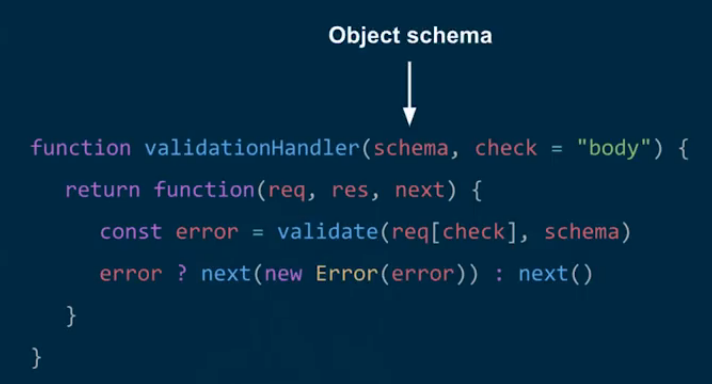 Object schema
function validationHandler(schema, check = "body") {
return function(req, res, next) {
const error = validate(req[check], schema)
error ? next(new Error(error)) : next()
}
}